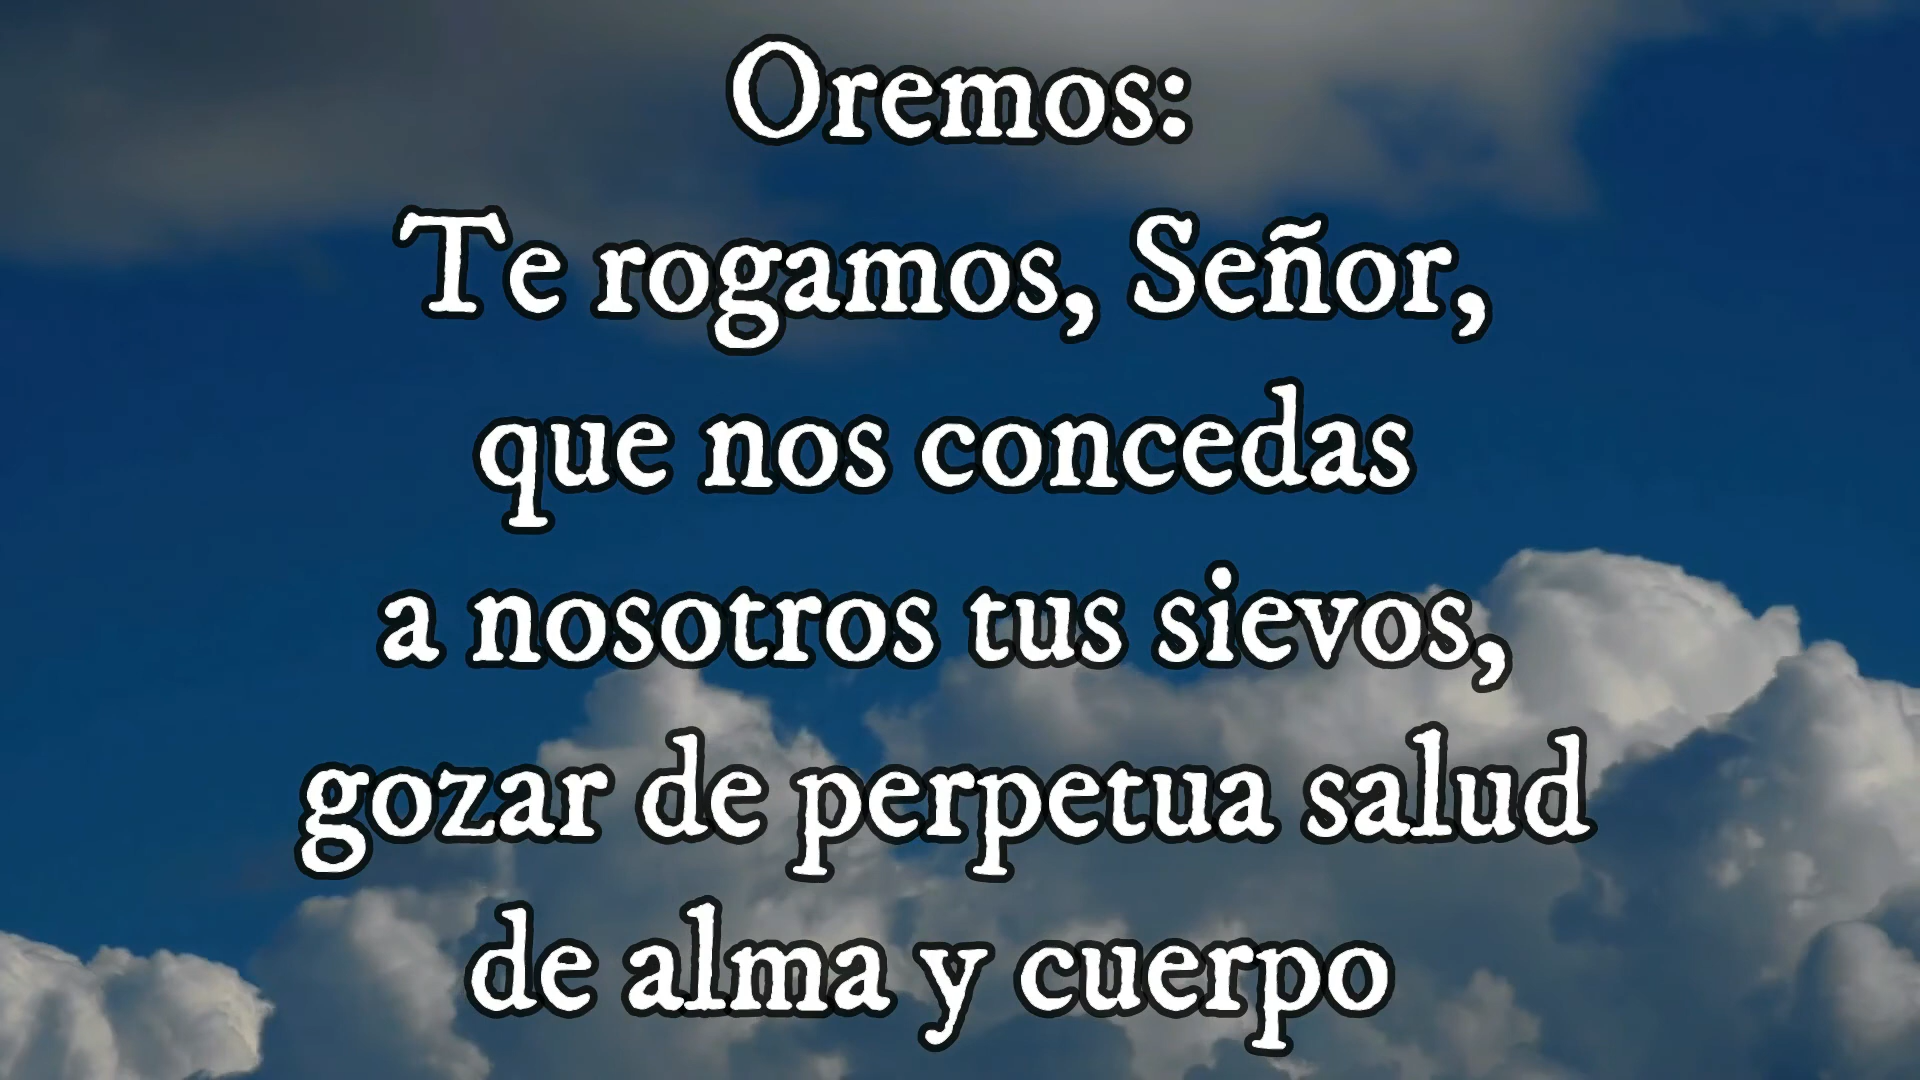 Oremos:
Te rogamos, Señor,
que nos concedas
a nosotros tus sievos,
gozar de perpetua salud
de alma y cuerpo